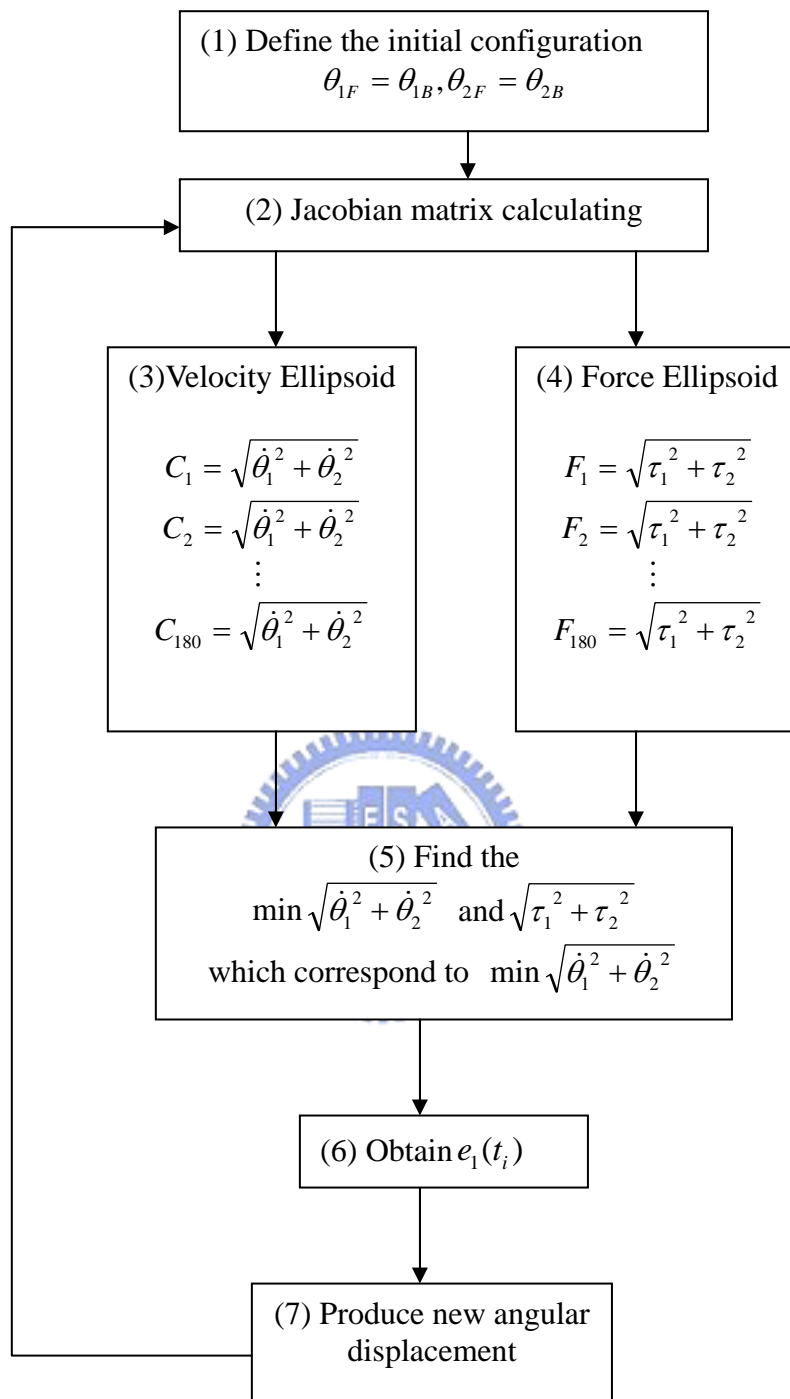 (1) Define the initial configuration
θ₁F = θ₁B, θ₂F = θ₂B
(2) Jacobian matrix calculating
(3)Velocity Ellipsoid
C₁ = √(θ̇₁² + θ̇₂²)
C₂ = √(θ̇₁² + θ̇₂²)
⋮
C₁₈₀ = √(θ̇₁² + θ̇₂²)
(4) Force Ellipsoid
F₁ = √(τ₁² + τ₂²)
F₂ = √(τ₁² + τ₂²)
⋮
F₁₈₀ = √(τ₁² + τ₂²)
E S A
(5) Find the
min √(θ̇₁² + θ̇₂²) and √(τ₁² + τ₂²)
which correspond to min √(θ̇₁² + θ̇₂²)
(6) Obtain e₁(tᵢ)
(7) Produce new angular
displacement